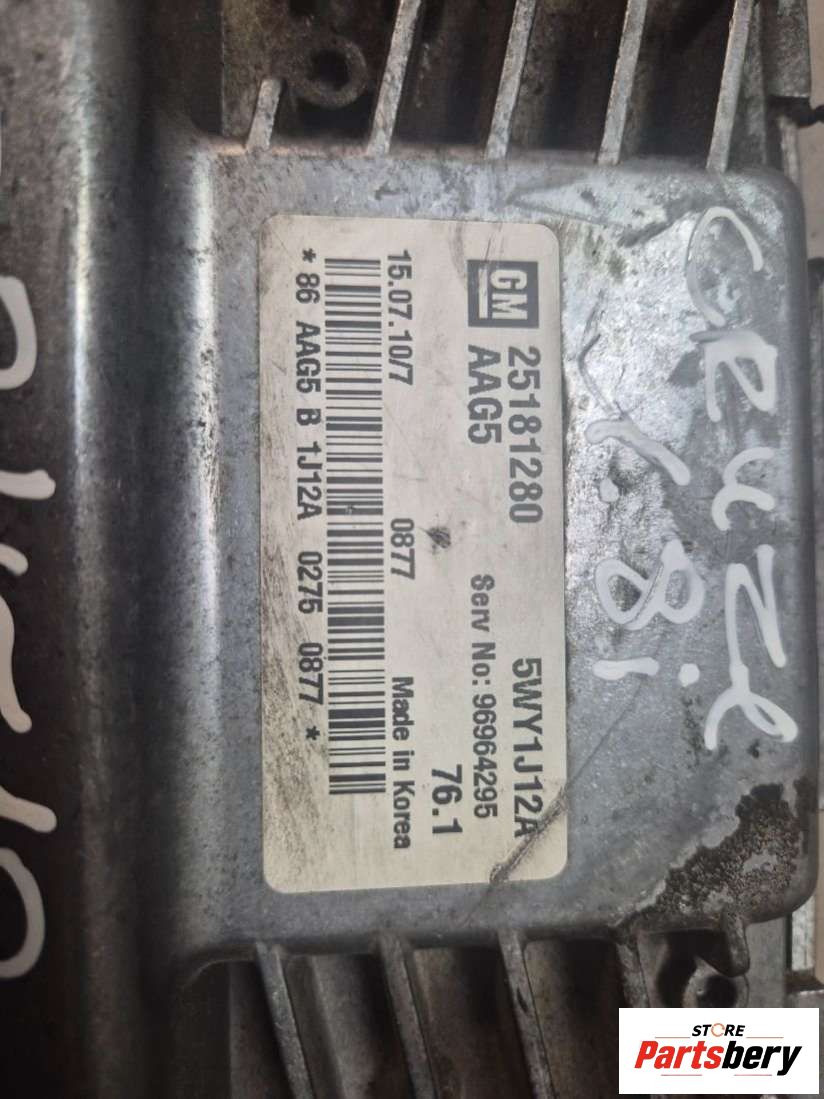 GM 25181280 5WY1J12A
AAG5 Serv No: 96964295
76.1
15.07.10/7 0877 Made in Korea
* 86 AAG5 B 1J12A 0275 0877 *
CRUZE
1.8i
STORE
Partsbery